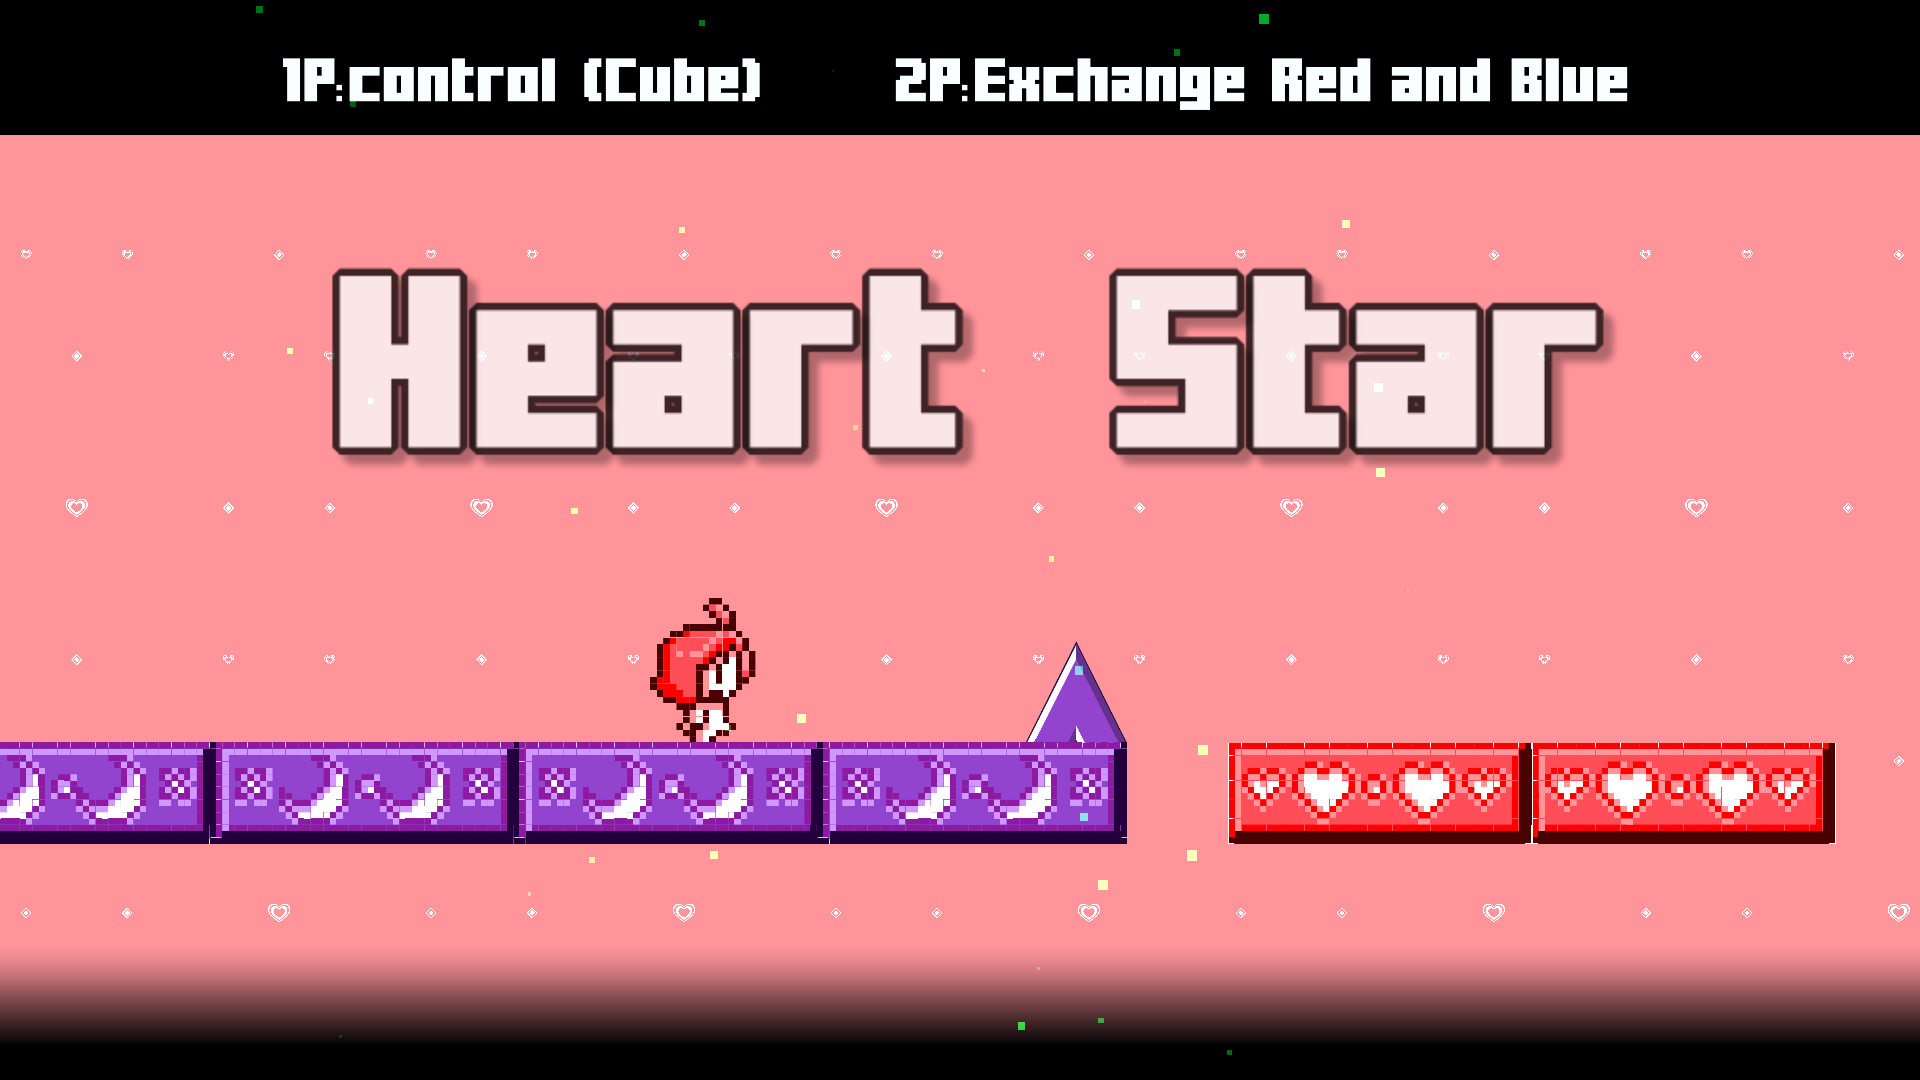 1P:control (Cube) 2P:Exchange Red and Blue
Heart Star